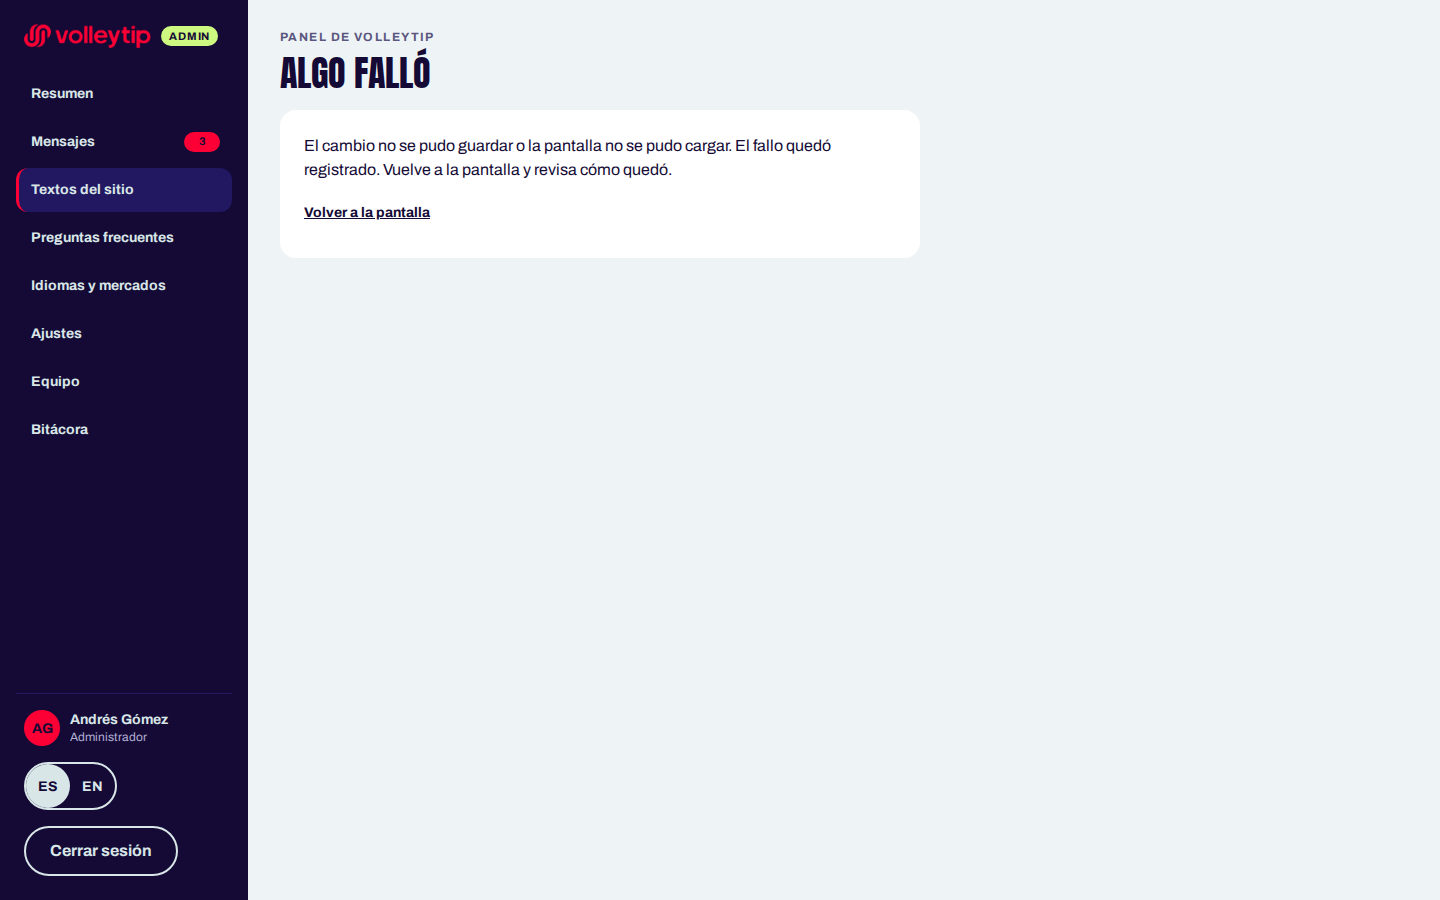 volleytip ADMIN
Resumen
Mensajes 3
Textos del sitio
Preguntas frecuentes
Idiomas y mercados
Ajustes
Equipo
Bitácora
AG Andrés Gómez
Administrador
ES EN
Cerrar sesión
PANEL DE VOLLEYTIP
ALGO FALLÓ
El cambio no se pudo guardar o la pantalla no se pudo cargar. El fallo quedó
registrado. Vuelve a la pantalla y revisa cómo quedó.
Volver a la pantalla